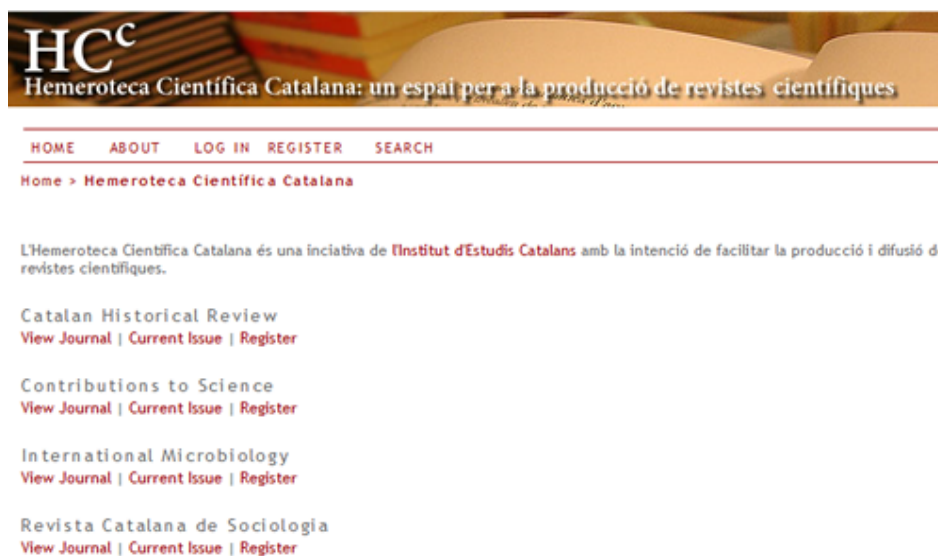 HCc
Hemeroteca Científica Catalana: un espai per a la producció de revistes científiques
HOME ABOUT LOG IN REGISTER SEARCH
Home > Hemeroteca Científica Catalana
L'Hemeroteca Científica Catalana és una inciativa de l'Institut d'Estudis Catalans amb la intenció de facilitar la producció i difusió d
revistes científiques.
Catalan Historical Review
View Journal | Current Issue | Register
Contributions to Science
View Journal | Current Issue | Register
International Microbiology
View Journal | Current Issue | Register
Revista Catalana de Sociologia
View Journal | Current Issue | Register